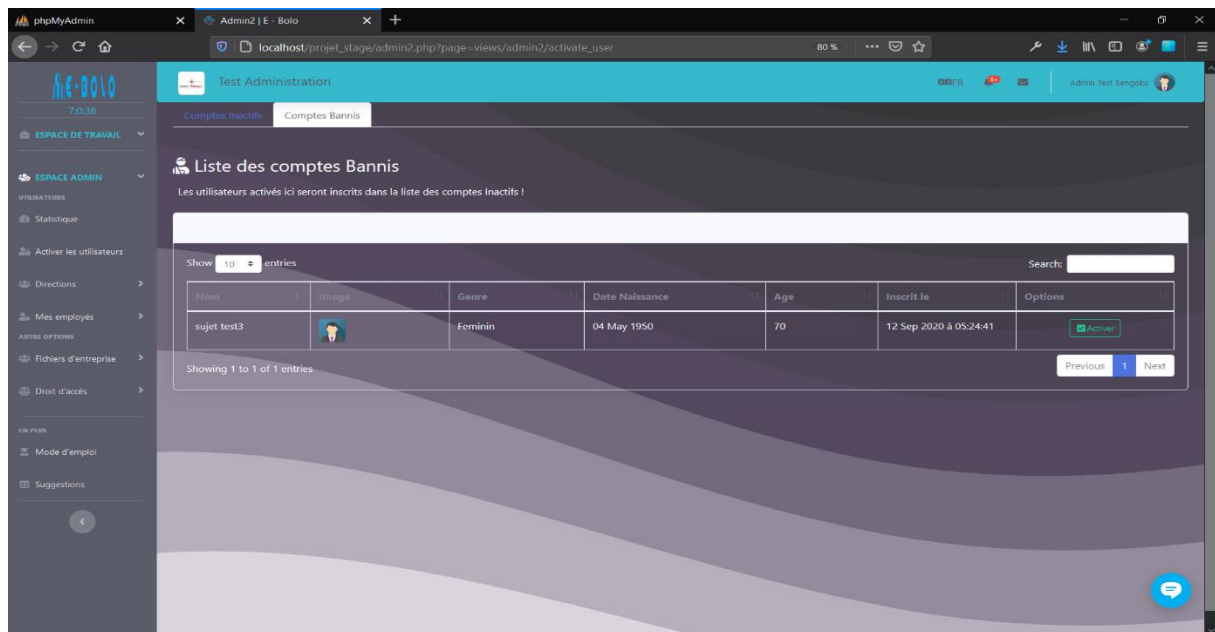 phpMyAdmin
Admin2 | E - Bolo
localhost/projet_stage/admin2.php?page=views/admin2/activate_user
80 %
E-BOLO
7:0:38
ESPACE DE TRAVAIL
ESPACE ADMIN
UTILISATEURS
Statistique
Activer les utilisateurs
Directions
Mes employés
AUTRE OPTIONS
Fichiers d'entreprise
Droit d'accés
EN PLUS
Mode d'emploi
Suggestions
Test Administration
FR
Admin Test Sengoku
Comptes Inactifs
Comptes Bannis
Liste des comptes Bannis
Les utilisateurs activés ici seront inscrits dans la liste des comptes Inactifs !
Show 10 entries
Search:
Nom Image Genre Date Naissance Age Inscrit le Options
sujet test3 Feminin 04 May 1950 70 12 Sep 2020 à 05:24:41 Activer
Showing 1 to 1 of 1 entries
Previous 1 Next